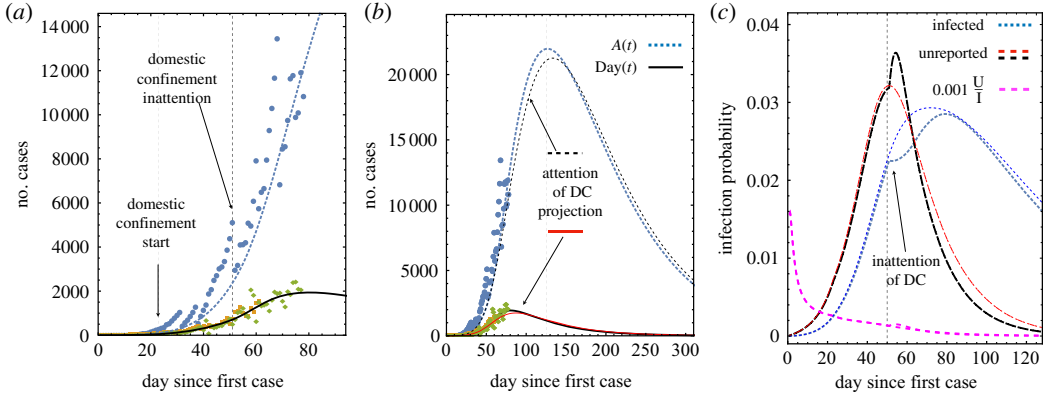 (a)
14 000
12 000
10 000
8000
6000
4000
2000
0
no. cases
domestic
confinement
inattention
domestic
confinement
start
0
20
40
60
80
day since first case
(b)
20 000
15 000
10 000
5000
0
no. cases
A(t)
Day(t)
attention
of DC
projection
0
50
100
150
200
250
300
day since first case
(c)
0.04
0.03
0.02
0.01
0
infection probability
infected
unreported
0.001 U/I
inattention
of DC
0
20
40
60
80
100
120
day since first case